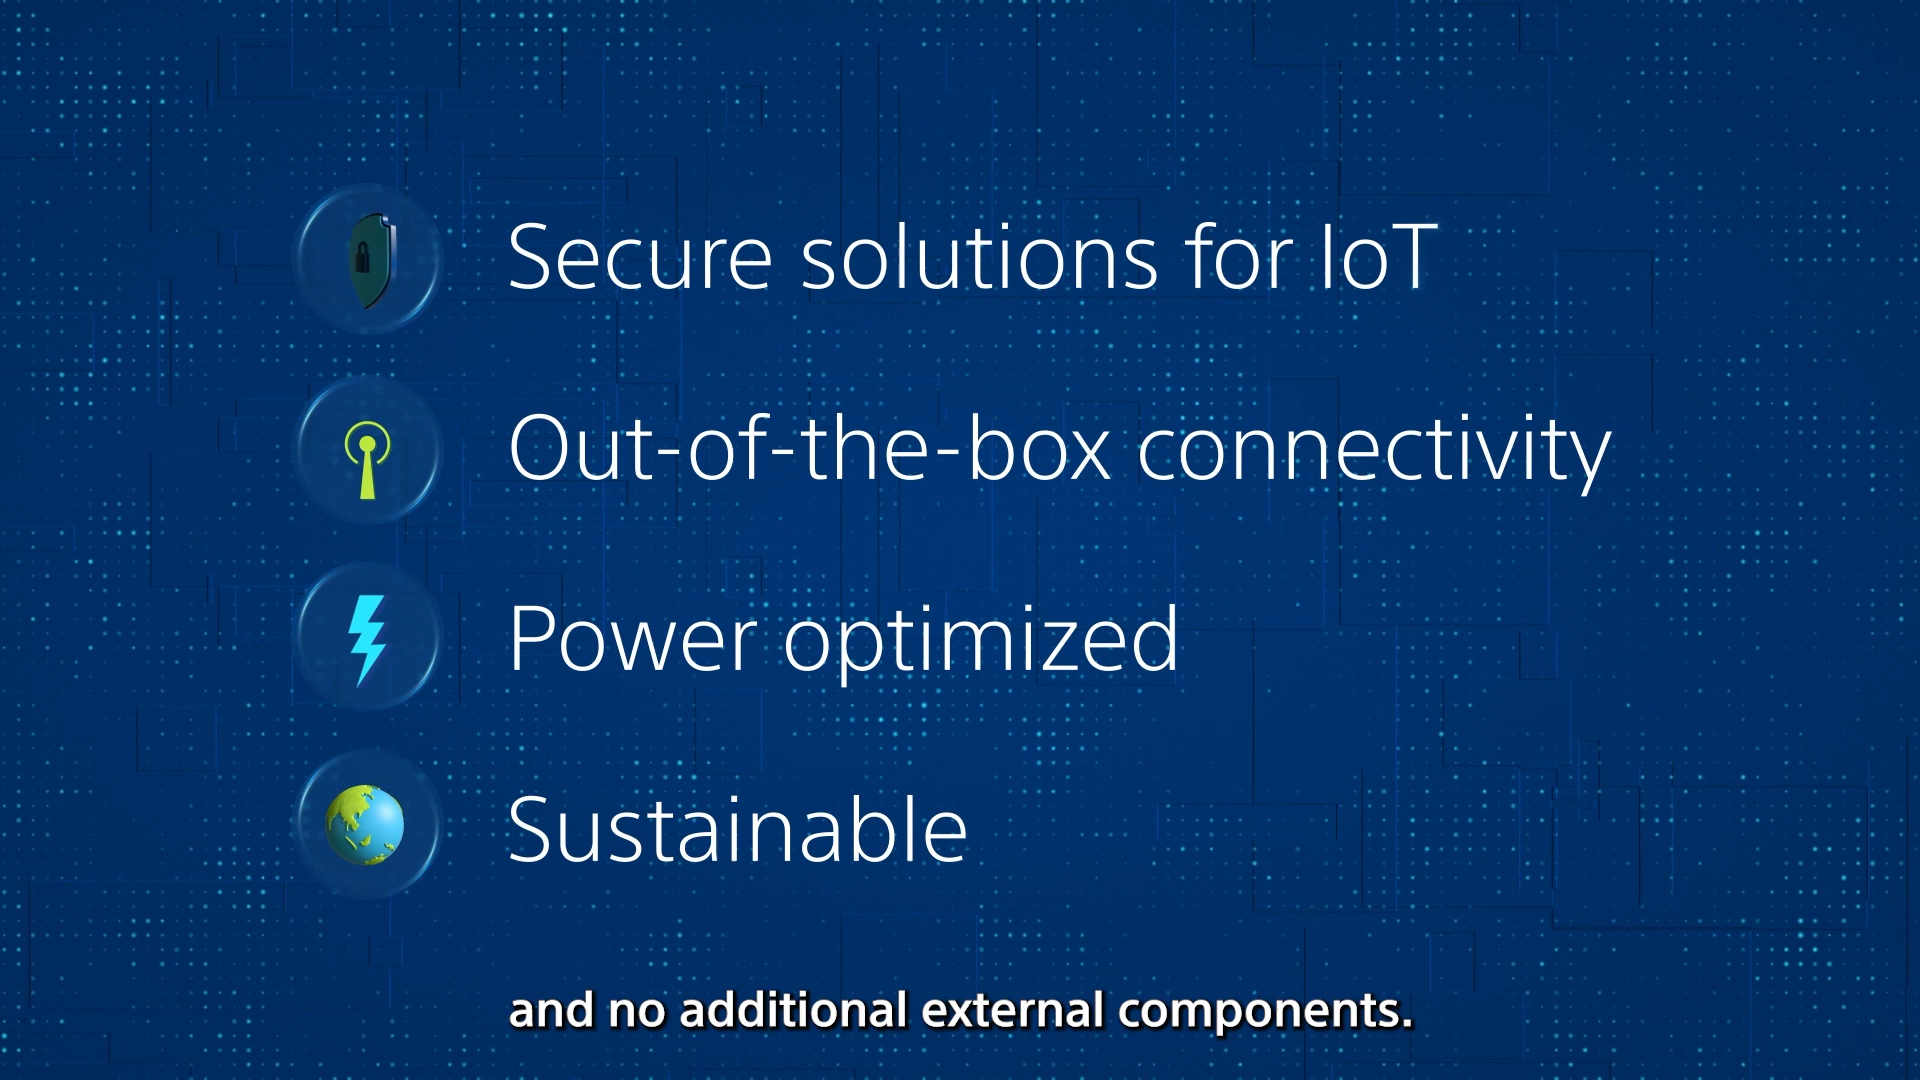 Secure solutions for IoT
Out-of-the-box connectivity
Power optimized
Sustainable
and no additional external components.